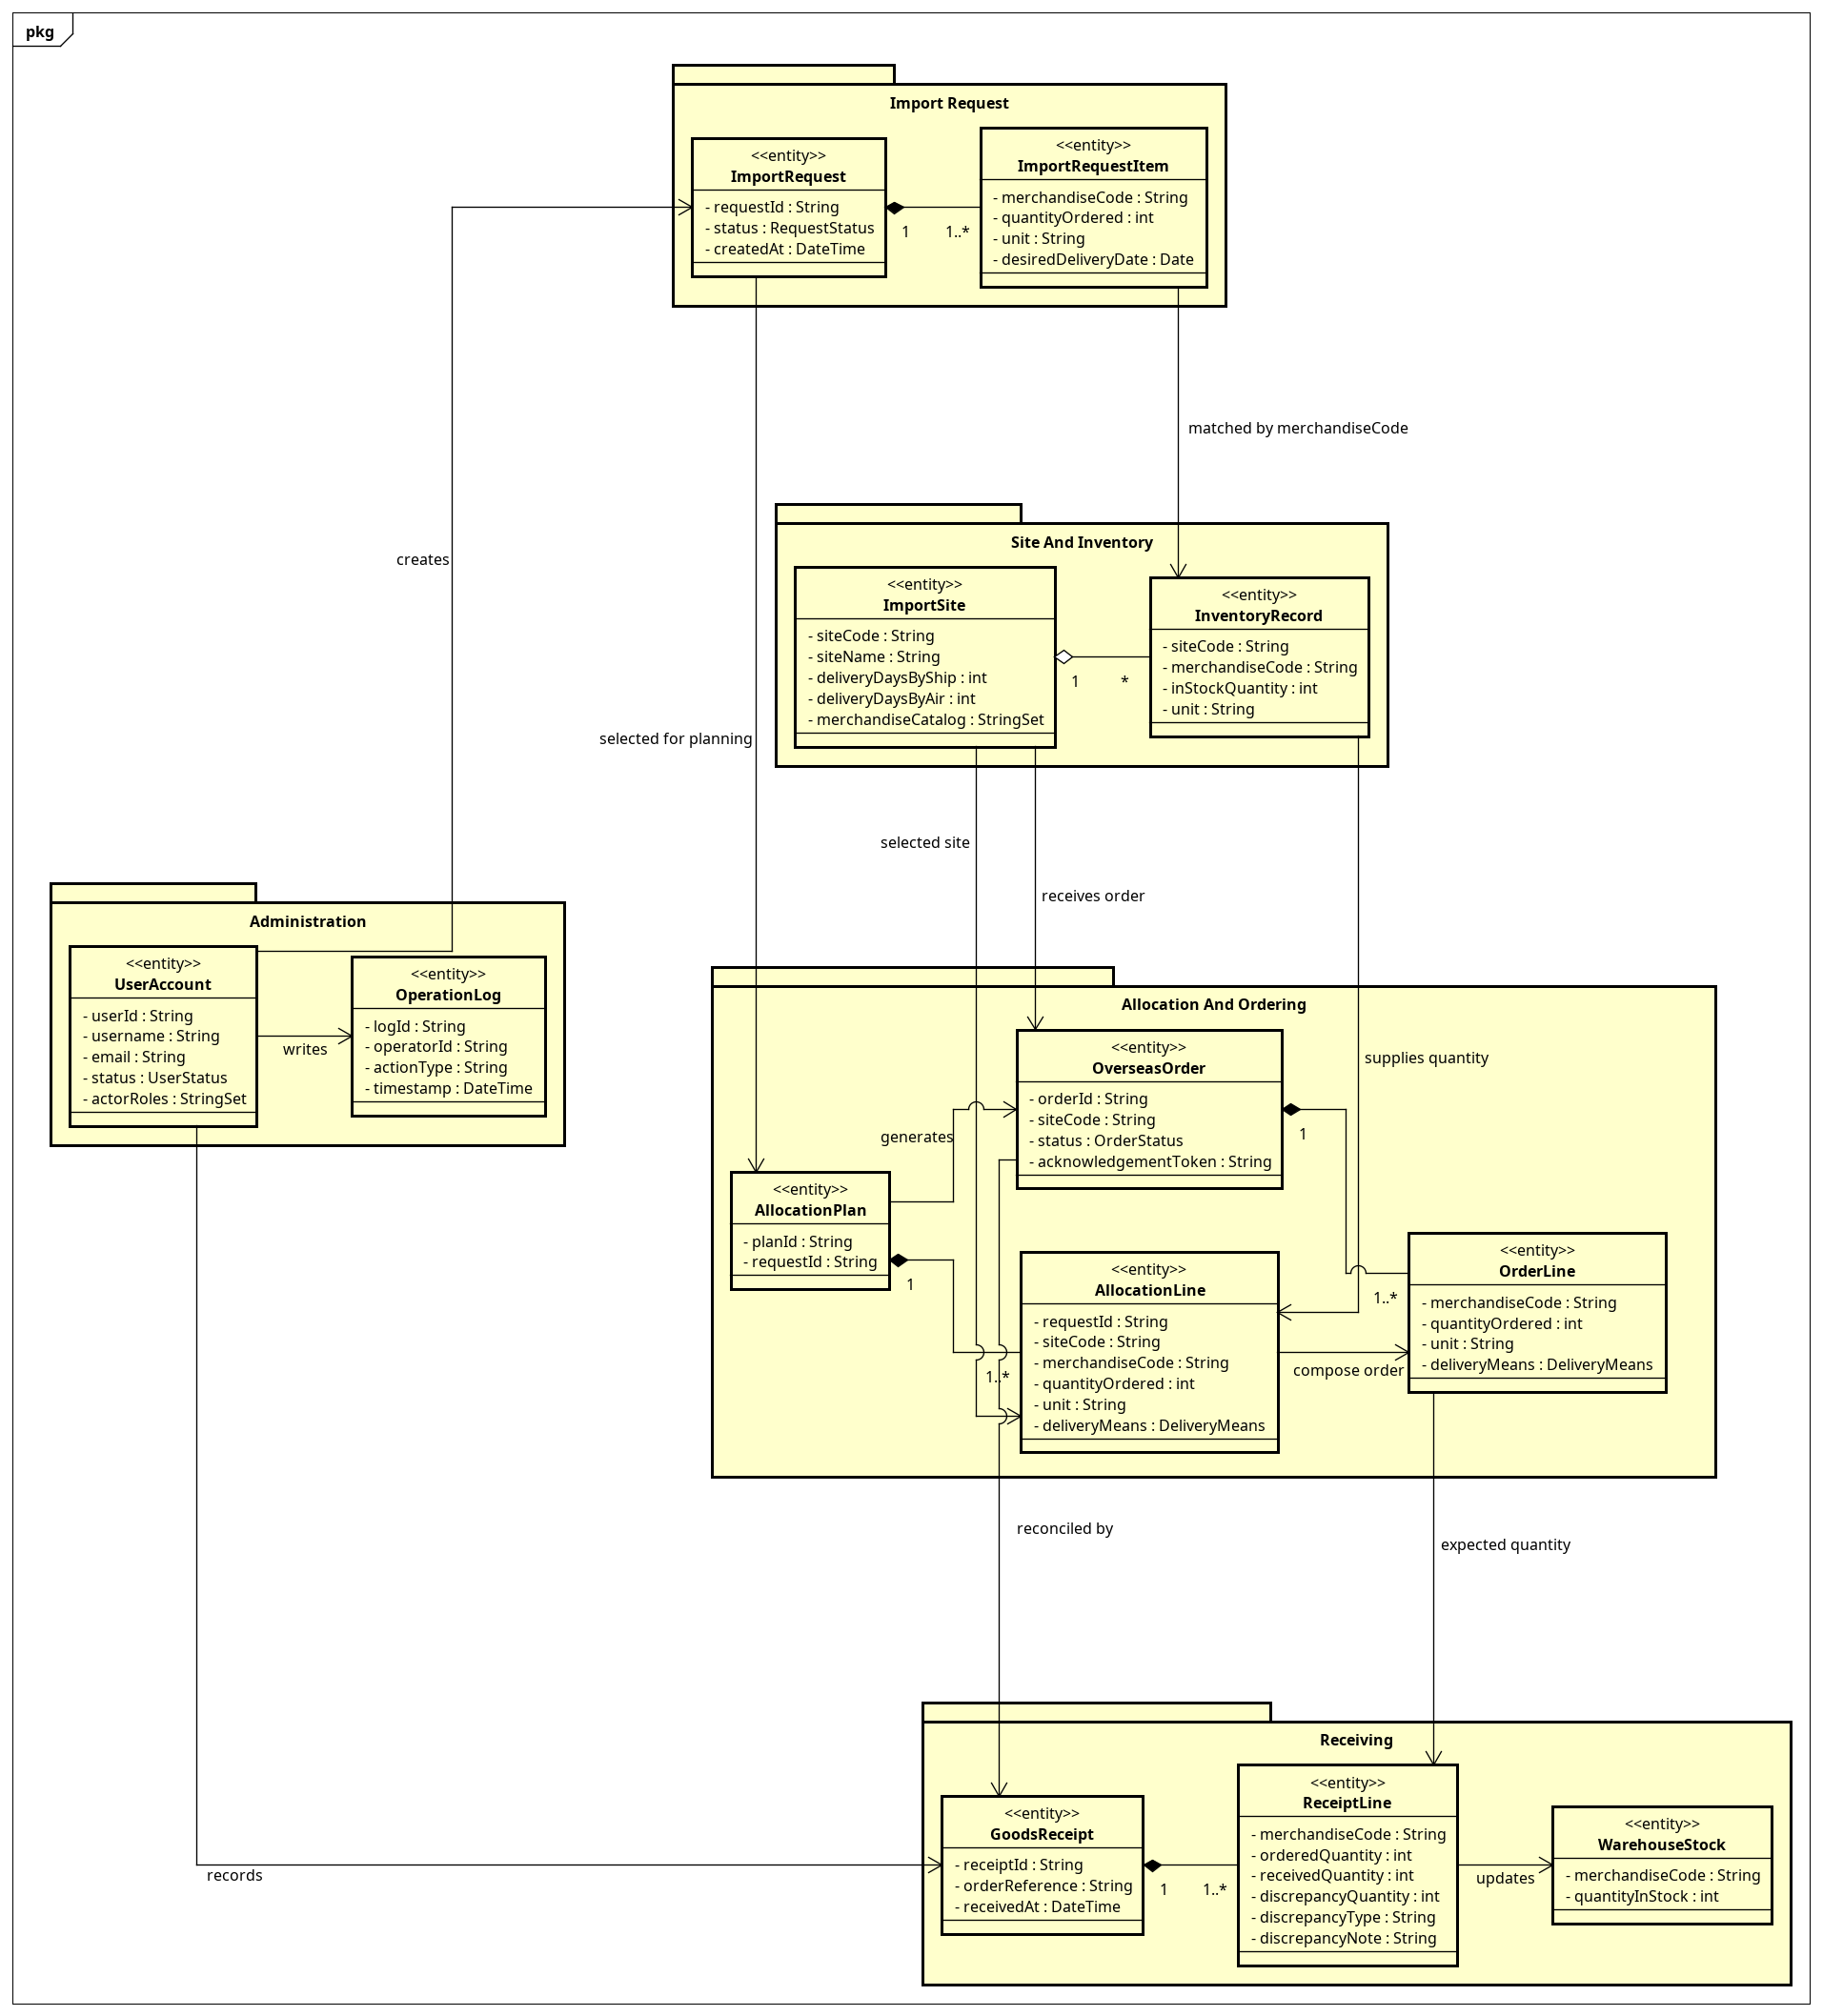 pkg
Import Request
<<entity>>
ImportRequest
- requestId : String
- status : RequestStatus
- createdAt : DateTime
1
1..*
<<entity>>
ImportRequestItem
- merchandiseCode : String
- quantityOrdered : int
- unit : String
- desiredDeliveryDate : Date
matched by merchandiseCode
creates
selected for planning
Site And Inventory
<<entity>>
ImportSite
- siteCode : String
- siteName : String
- deliveryDaysByShip : int
- deliveryDaysByAir : int
- merchandiseCatalog : StringSet
1
*
<<entity>>
InventoryRecord
- siteCode : String
- merchandiseCode : String
- inStockQuantity : int
- unit : String
selected site
receives order
supplies quantity
Administration
<<entity>>
UserAccount
- userId : String
- username : String
- email : String
- status : UserStatus
- actorRoles : StringSet
writes
<<entity>>
OperationLog
- logId : String
- operatorId : String
- actionType : String
- timestamp : DateTime
Allocation And Ordering
<<entity>>
OverseasOrder
- orderId : String
- siteCode : String
- status : OrderStatus
- acknowledgementToken : String
1
generates
<<entity>>
AllocationPlan
- planId : String
- requestId : String
1
1..*
<<entity>>
AllocationLine
- requestId : String
- siteCode : String
- merchandiseCode : String
- quantityOrdered : int
- unit : String
- deliveryMeans : DeliveryMeans
compose order
1..*
<<entity>>
OrderLine
- merchandiseCode : String
- quantityOrdered : int
- unit : String
- deliveryMeans : DeliveryMeans
reconciled by
expected quantity
records
Receiving
<<entity>>
GoodsReceipt
- receiptId : String
- orderReference : String
- receivedAt : DateTime
1
1..*
<<entity>>
ReceiptLine
- merchandiseCode : String
- orderedQuantity : int
- receivedQuantity : int
- discrepancyQuantity : int
- discrepancyType : String
- discrepancyNote : String
updates
<<entity>>
WarehouseStock
- merchandiseCode : String
- quantityInStock : int